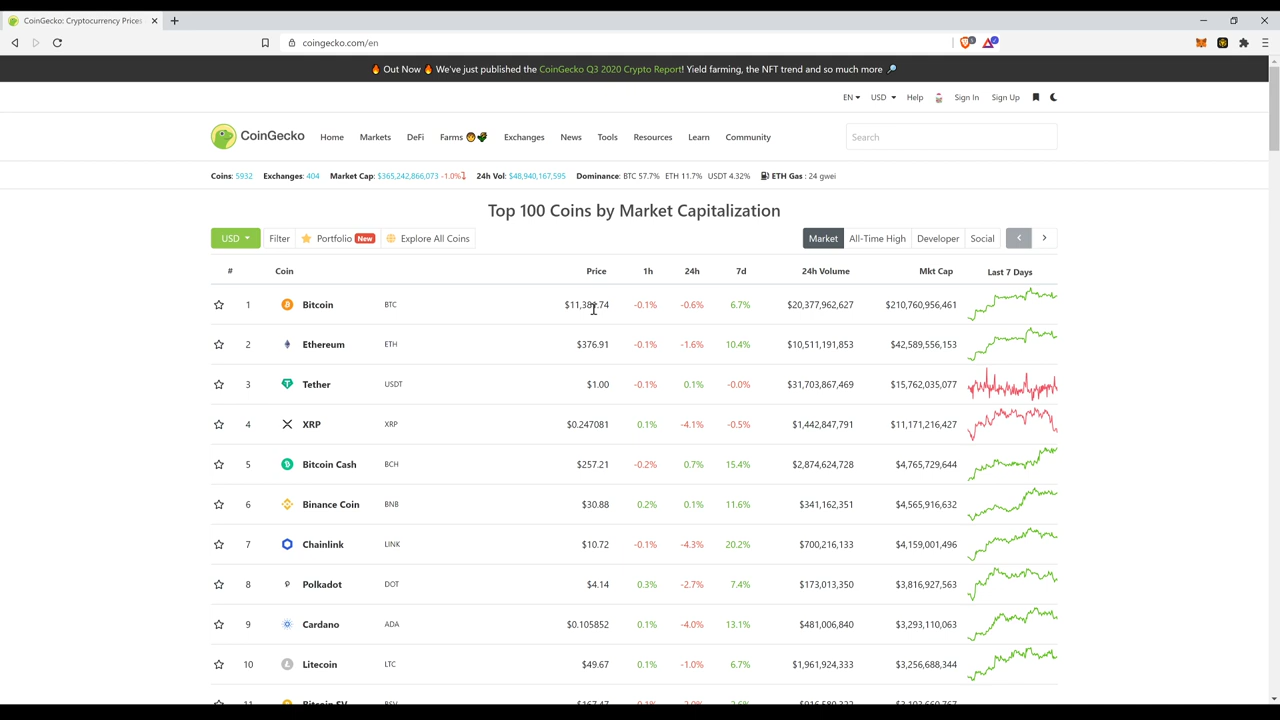 CoinGecko: Cryptocurrency Prices
coingecko.com/en
Out Now We've just published the CoinGecko Q3 2020 Crypto Report! Yield farming, the NFT trend and so much more
EN USD Help Sign In Sign Up
CoinGecko Home Markets DeFi Farms Exchanges News Tools Resources Learn Community Search
Coins: 5932 Exchanges: 404 Market Cap: $365,242,866,073 -1.0% 24h Vol: $48,940,167,595 Dominance: BTC 57.7% ETH 11.7% USDT 4.32% ETH Gas : 24 gwei
Top 100 Coins by Market Capitalization
USD Filter Portfolio New Explore All Coins Market All-Time High Developer Social
# Coin Price 1h 24h 7d 24h Volume Mkt Cap Last 7 Days
1 Bitcoin BTC -0.1% -0.6% 6.7% $20,377,962,627 $210,760,956,461
2 Ethereum ETH $376.91 -0.1% -1.6% 10.4% $10,511,191,853 $42,589,556,153
3 Tether USDT $1.00 -0.1% 0.1% -0.0% $31,703,867,469 $15,762,035,077
4 XRP XRP $0.247081 0.1% -4.1% -0.5% $1,442,847,791 $11,171,216,427
5 Bitcoin Cash BCH $257.21 -0.2% 0.7% 15.4% $2,874,624,728 $4,765,729,644
6 Binance Coin BNB $30.88 0.2% 0.1% 11.6% $341,162,351 $4,565,916,632
7 Chainlink LINK $10.72 -0.1% -4.3% 20.2% $700,216,133 $4,159,001,496
8 Polkadot DOT $4.14 0.3% -2.7% 7.4% $173,013,350 $3,816,927,563
9 Cardano ADA $0.105852 0.1% -4.0% 13.1% $481,006,840 $3,293,110,063
10 Litecoin LTC $49.67 0.1% -1.0% 6.7% $1,961,924,333 $3,256,688,344